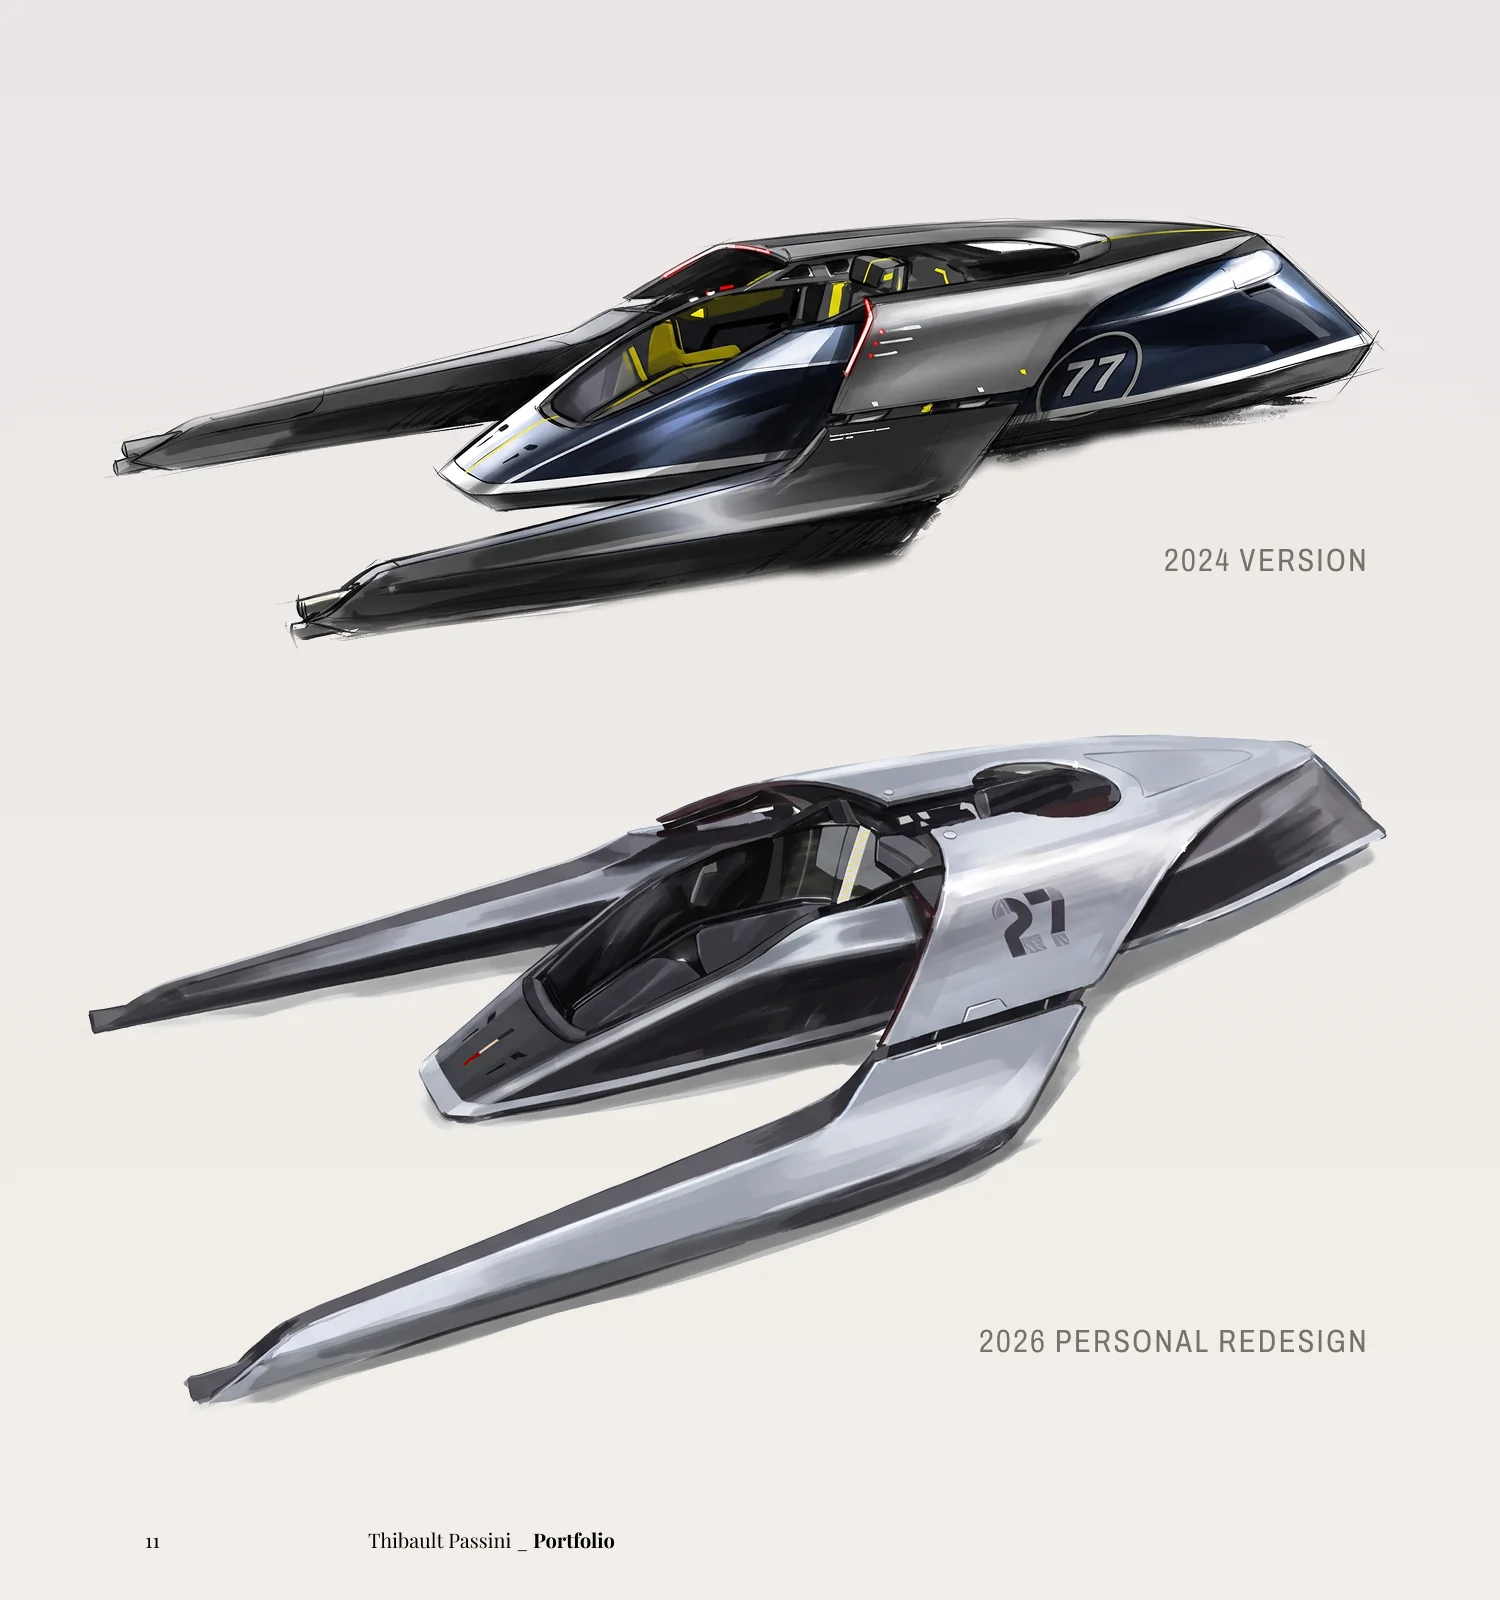 77
2024 VERSION
27
2026 PERSONAL REDESIGN
11
Thibault Passini _ Portfolio